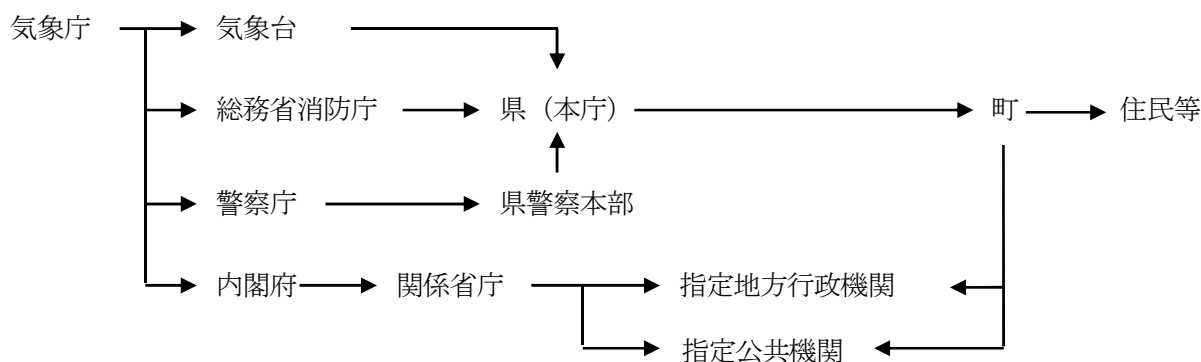 気象庁 気象台
総務省消防庁 県（本庁） 町 住民等
警察庁 県警察本部
内閣府 関係省庁 指定地方行政機関
指定公共機関